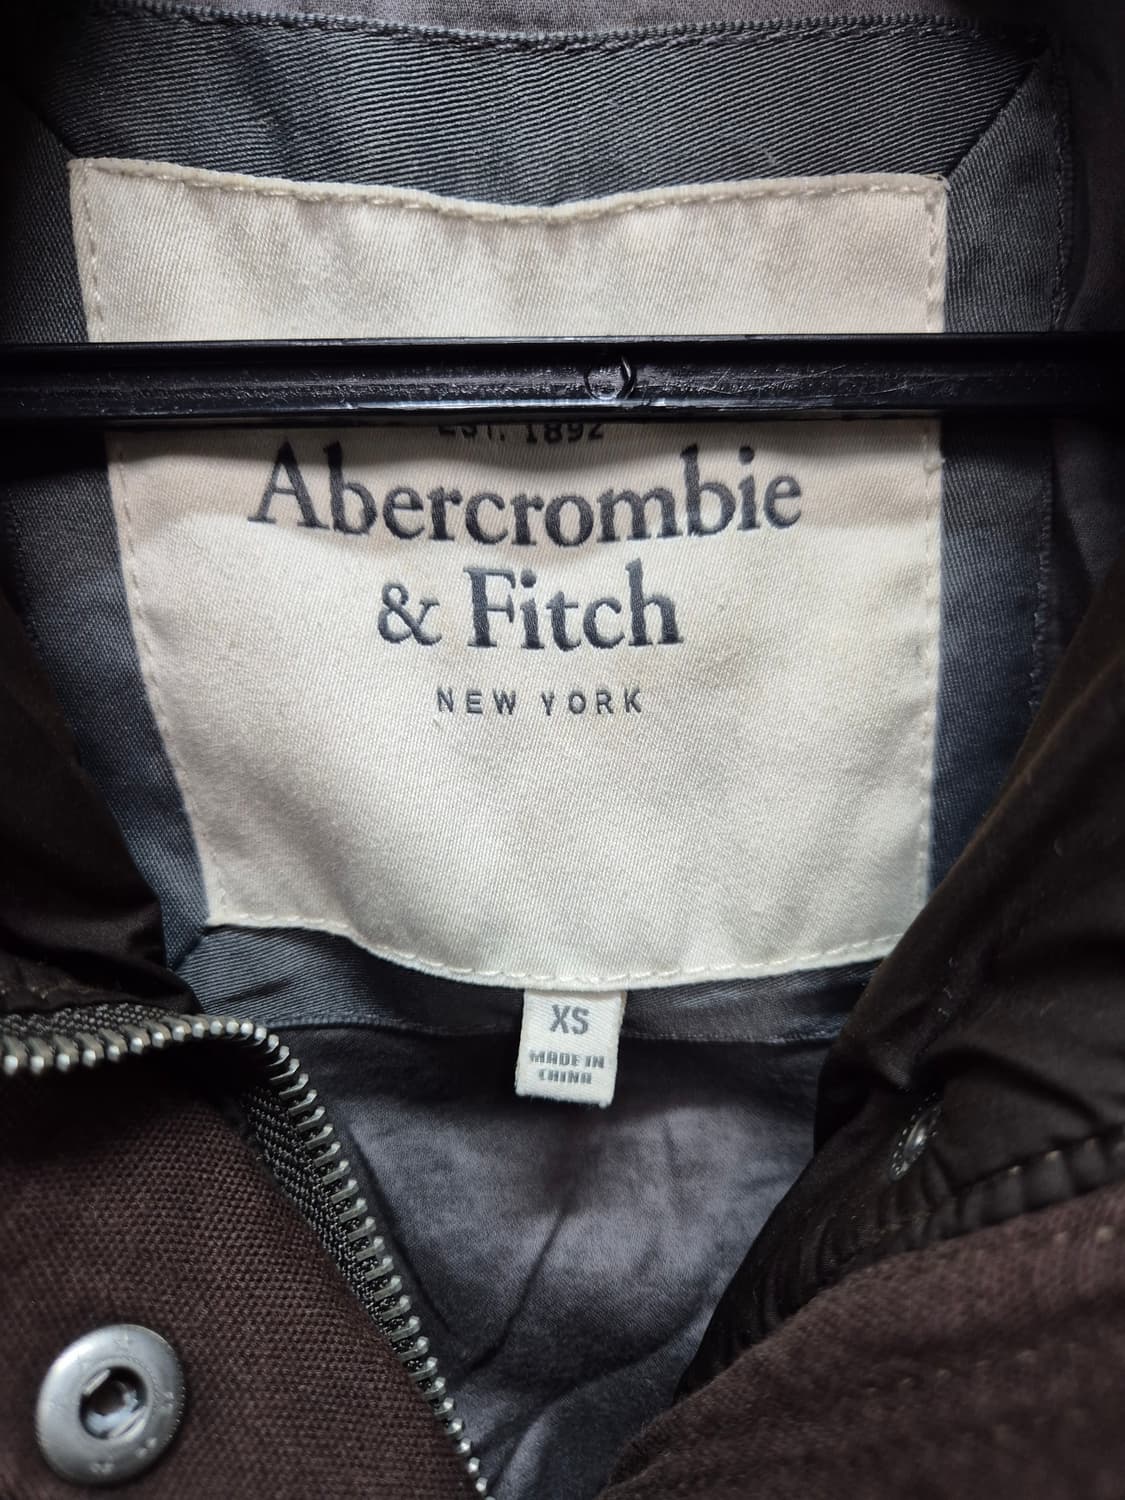 EST. 1892
Abercrombie
& Fitch
NEW YORK
XS
MADE IN
CHINA